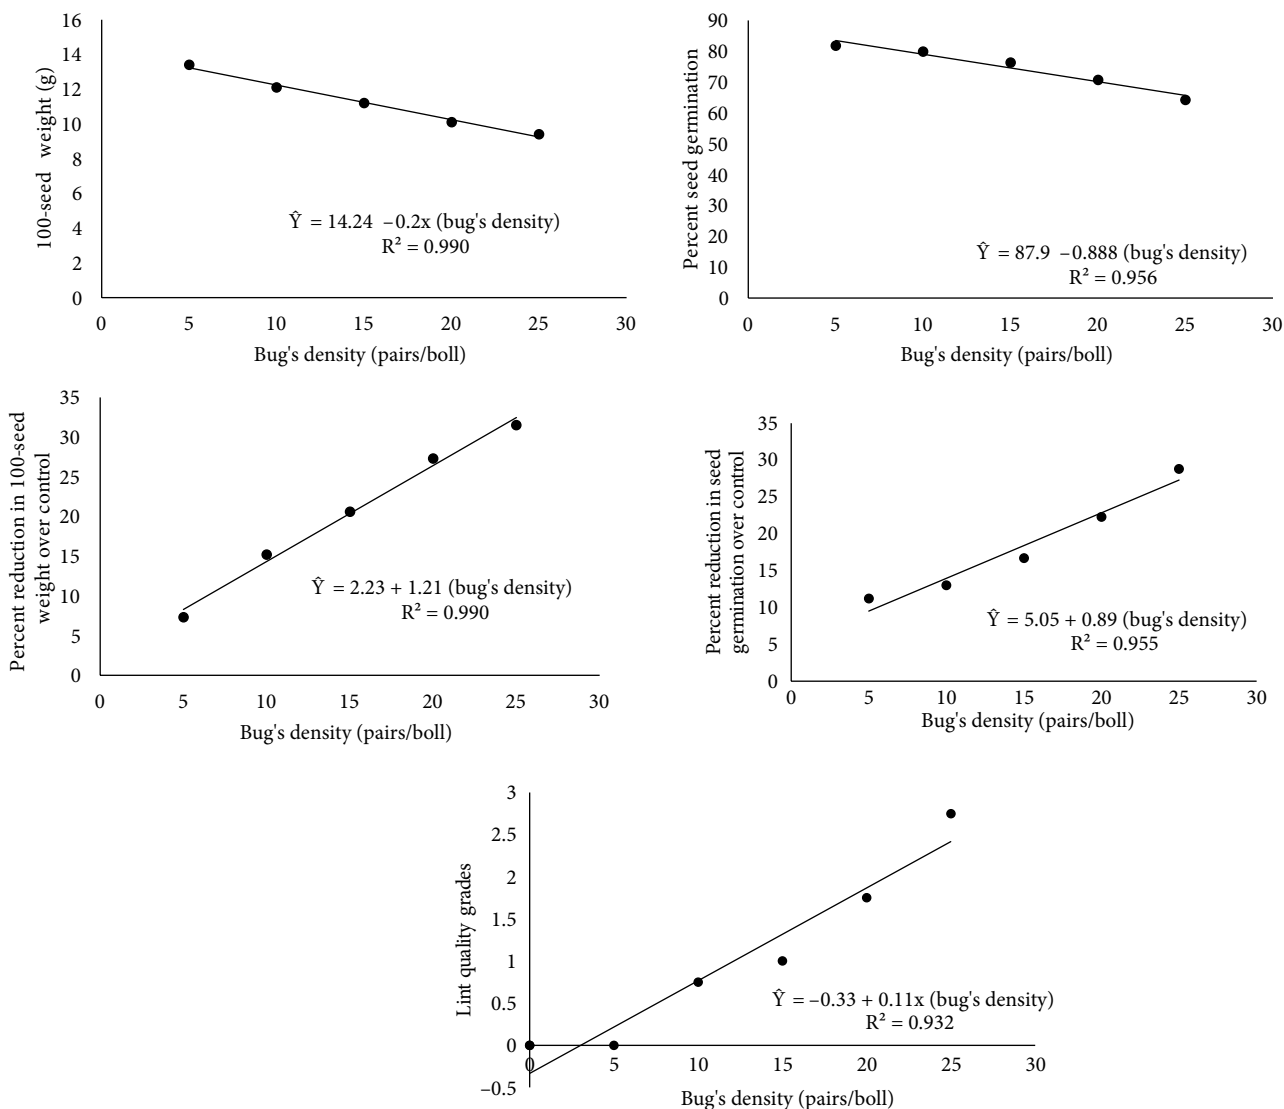 16
14
12
10
8
6
4
2
0
100-seed weight (g)
Ŷ = 14.24 –0.2x (bug's density)
R² = 0.990
0 5 10 15 20 25 30
Bug's density (pairs/boll)
90
80
70
60
50
40
30
20
10
0
Percent seed germination
Ŷ = 87.9 –0.888 (bug's density)
R² = 0.956
0 5 10 15 20 25 30
Bug's density (pairs/boll)
35
30
25
20
15
10
5
0
Percent reduction in 100-seed
weight over control
Ŷ = 2.23 + 1.21 (bug's density)
R² = 0.990
0 5 10 15 20 25 30
Bug's density (pairs/boll)
35
30
25
20
15
10
5
0
Percent reduction in seed
germination over control
Ŷ = 5.05 + 0.89 (bug's density)
R² = 0.955
0 5 10 15 20 25 30
Bug's density (pairs/boll)
3
2.5
2
1.5
1
0.5
0
–0.5
Lint quality grades
Ŷ = –0.33 + 0.11x (bug's density)
R² = 0.932
0 5 10 15 20 25 30
Bug's density (pairs/boll)